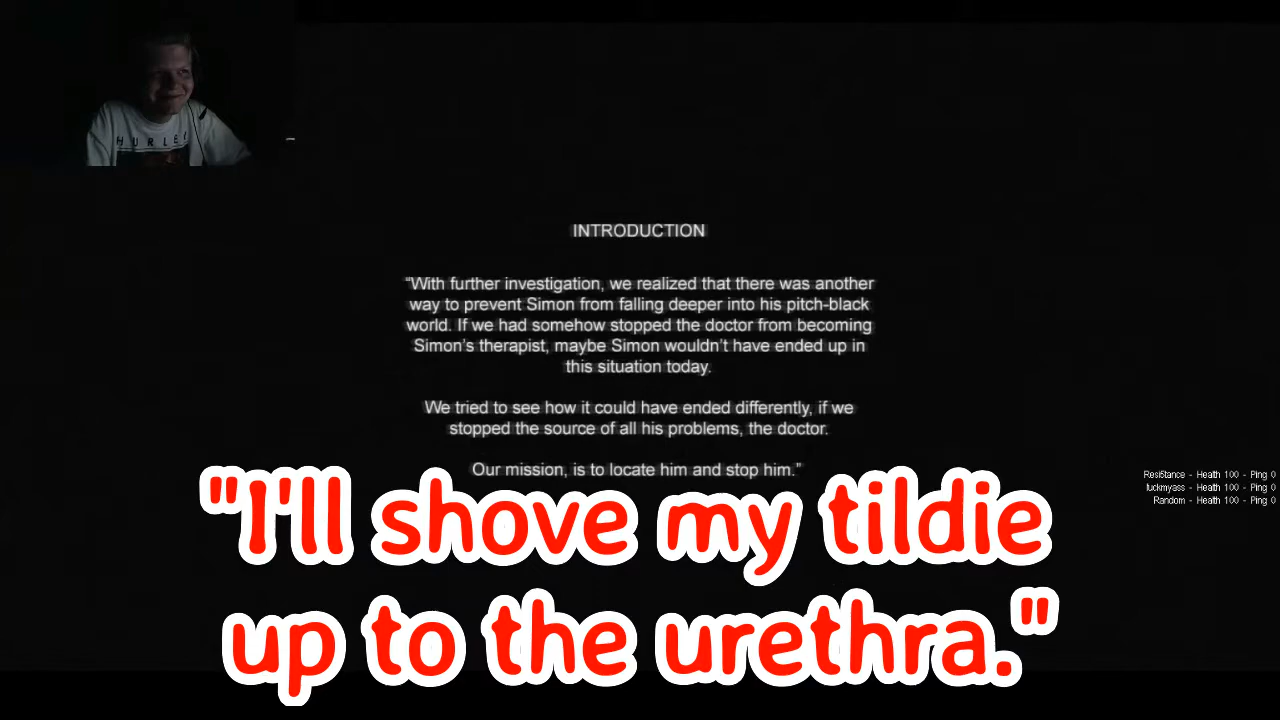 HURLEY
INTRODUCTION
“With further investigation, we realized that there was another
way to prevent Simon from falling deeper into his pitch-black
world. If we had somehow stopped the doctor from becoming
Simon’s therapist, maybe Simon wouldn’t have ended up in
this situation today.
We tried to see how it could have ended differently, if we
stopped the source of all his problems, the doctor.
Our mission, is to locate him and stop him.”
Resi5tance - Health 100 - Ping 0
fuckmyass - Health 100 - Ping 0
Random - Health 100 - Ping 0
"I'll shove my tildie
up to the urethra."